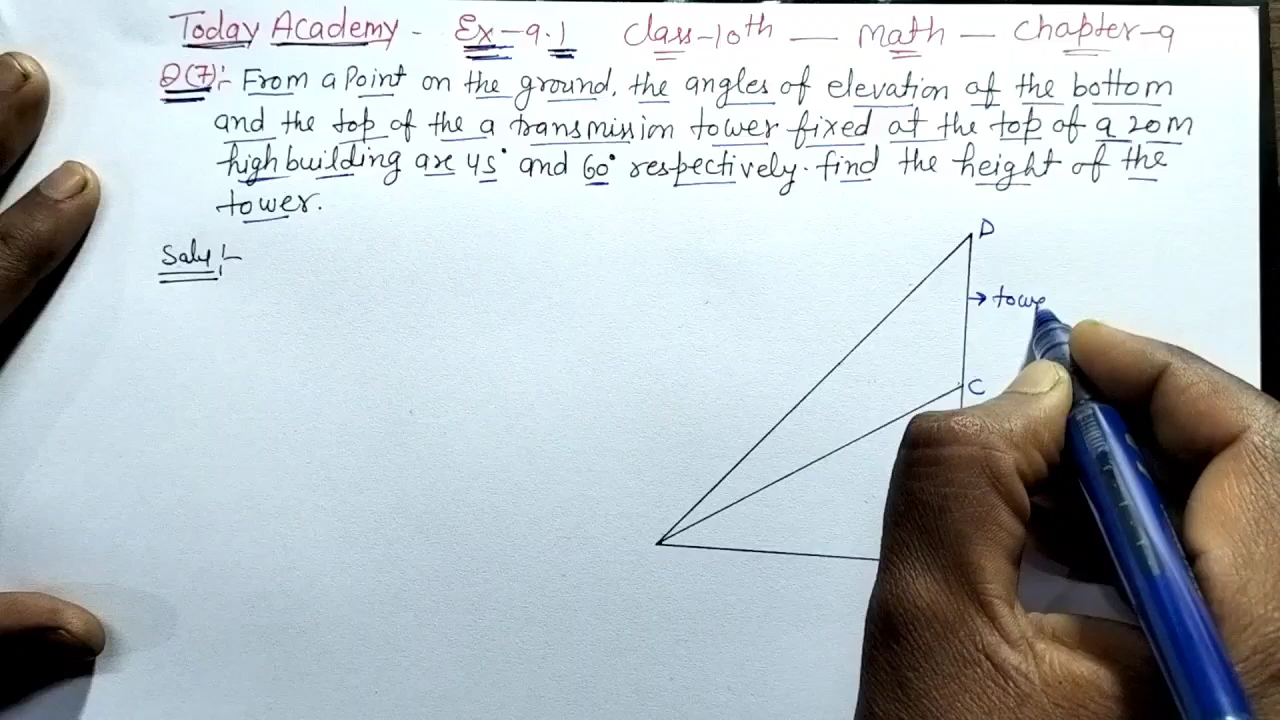 Today Academy - Ex-9.1 Class-10th — Math — Chapter-9
Q(7):- From a Point on the ground, the angles of elevation of the bottom
and the top of the a transmission tower fixed at the top of a 20m
high building are 45° and 60° respectively. find the height of the
tower.
Solu:-
D
→ towe
C